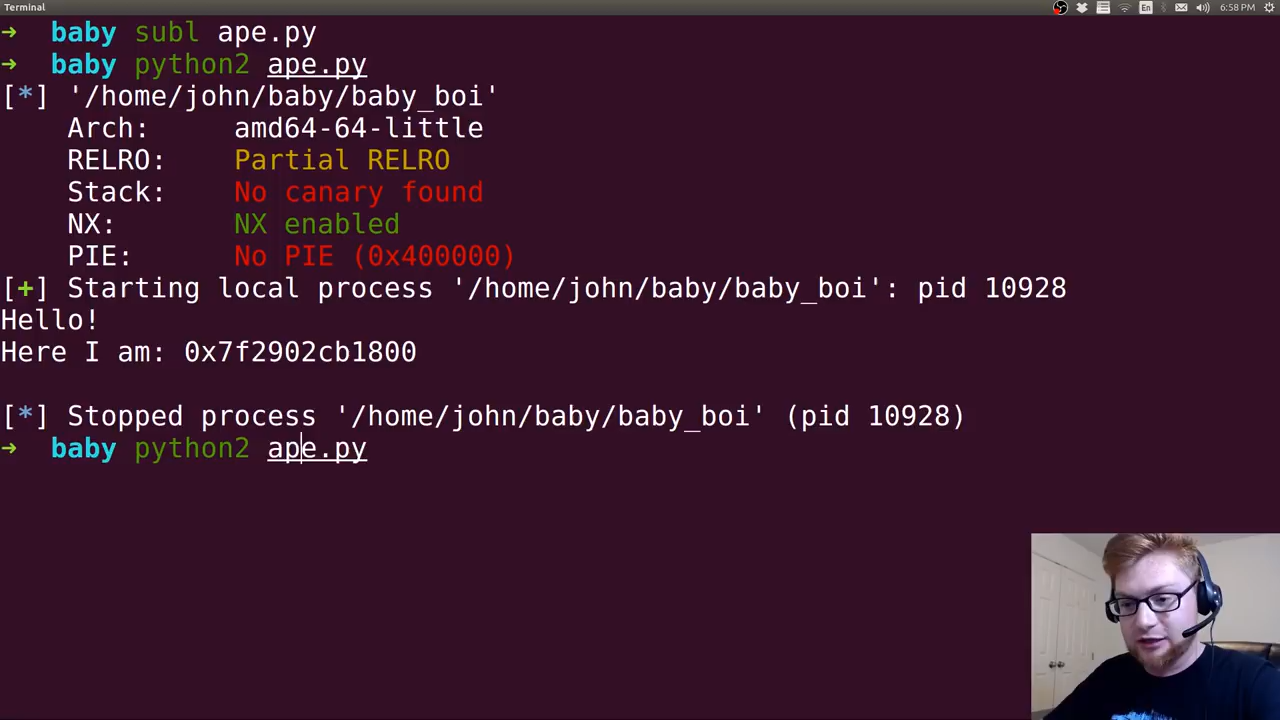 Terminal
En
6:58 PM
➜ baby subl ape.py
➜ baby python2 ape.py
[*] '/home/john/baby/baby_boi'
Arch: amd64-64-little
RELRO: Partial RELRO
Stack: No canary found
NX: NX enabled
PIE: No PIE (0x400000)
[+] Starting local process '/home/john/baby/baby_boi': pid 10928
Hello!
Here I am: 0x7f2902cb1800
[*] Stopped process '/home/john/baby/baby_boi' (pid 10928)
➜ baby python2 ape.py